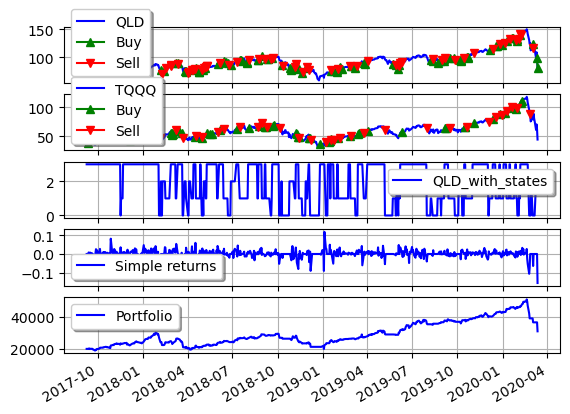 QLD
Buy
Sell
150
100
TQQQ
Buy
Sell
100
50
QLD_with_states
2
0
Simple returns
0.1
0.0
−0.1
Portfolio
40000
20000
2017-10 2018-01 2018-04 2018-07 2018-10 2019-01 2019-04 2019-07 2019-10 2020-01 2020-04